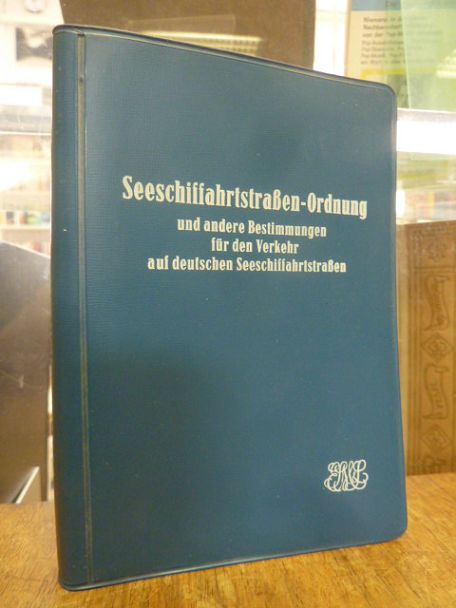 Seeschiffahrtstraßen-Ordnung
und andere Bestimmungen
für den Verkehr
auf deutschen Seeschiffahrtstraßen